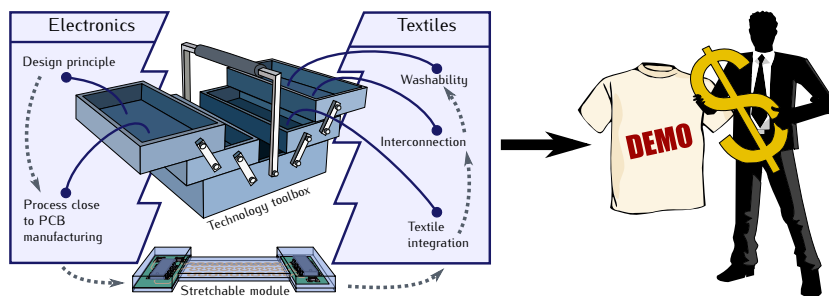 Electronics
Textiles
Design principle
Washability
Interconnection
Process close
to PCB
manufacturing
Technology toolbox
Textile
integration
Stretchable module
DEMO
$